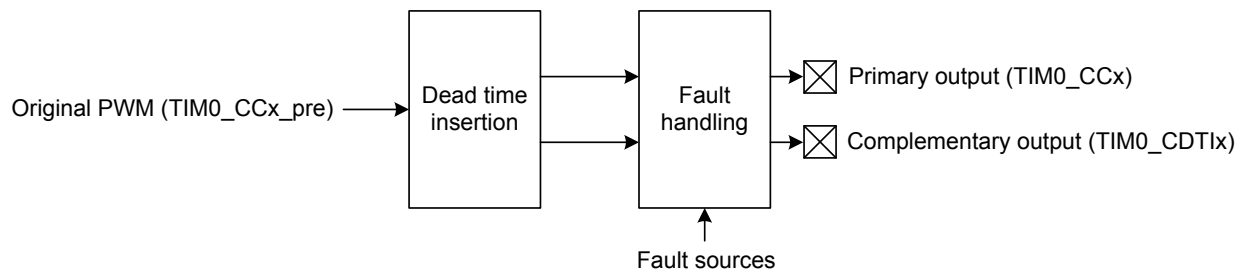 Original PWM (TIM0_CCx_pre)
Dead time
insertion
Fault
handling
Primary output (TIM0_CCx)
Complementary output (TIM0_CDTIx)
Fault sources